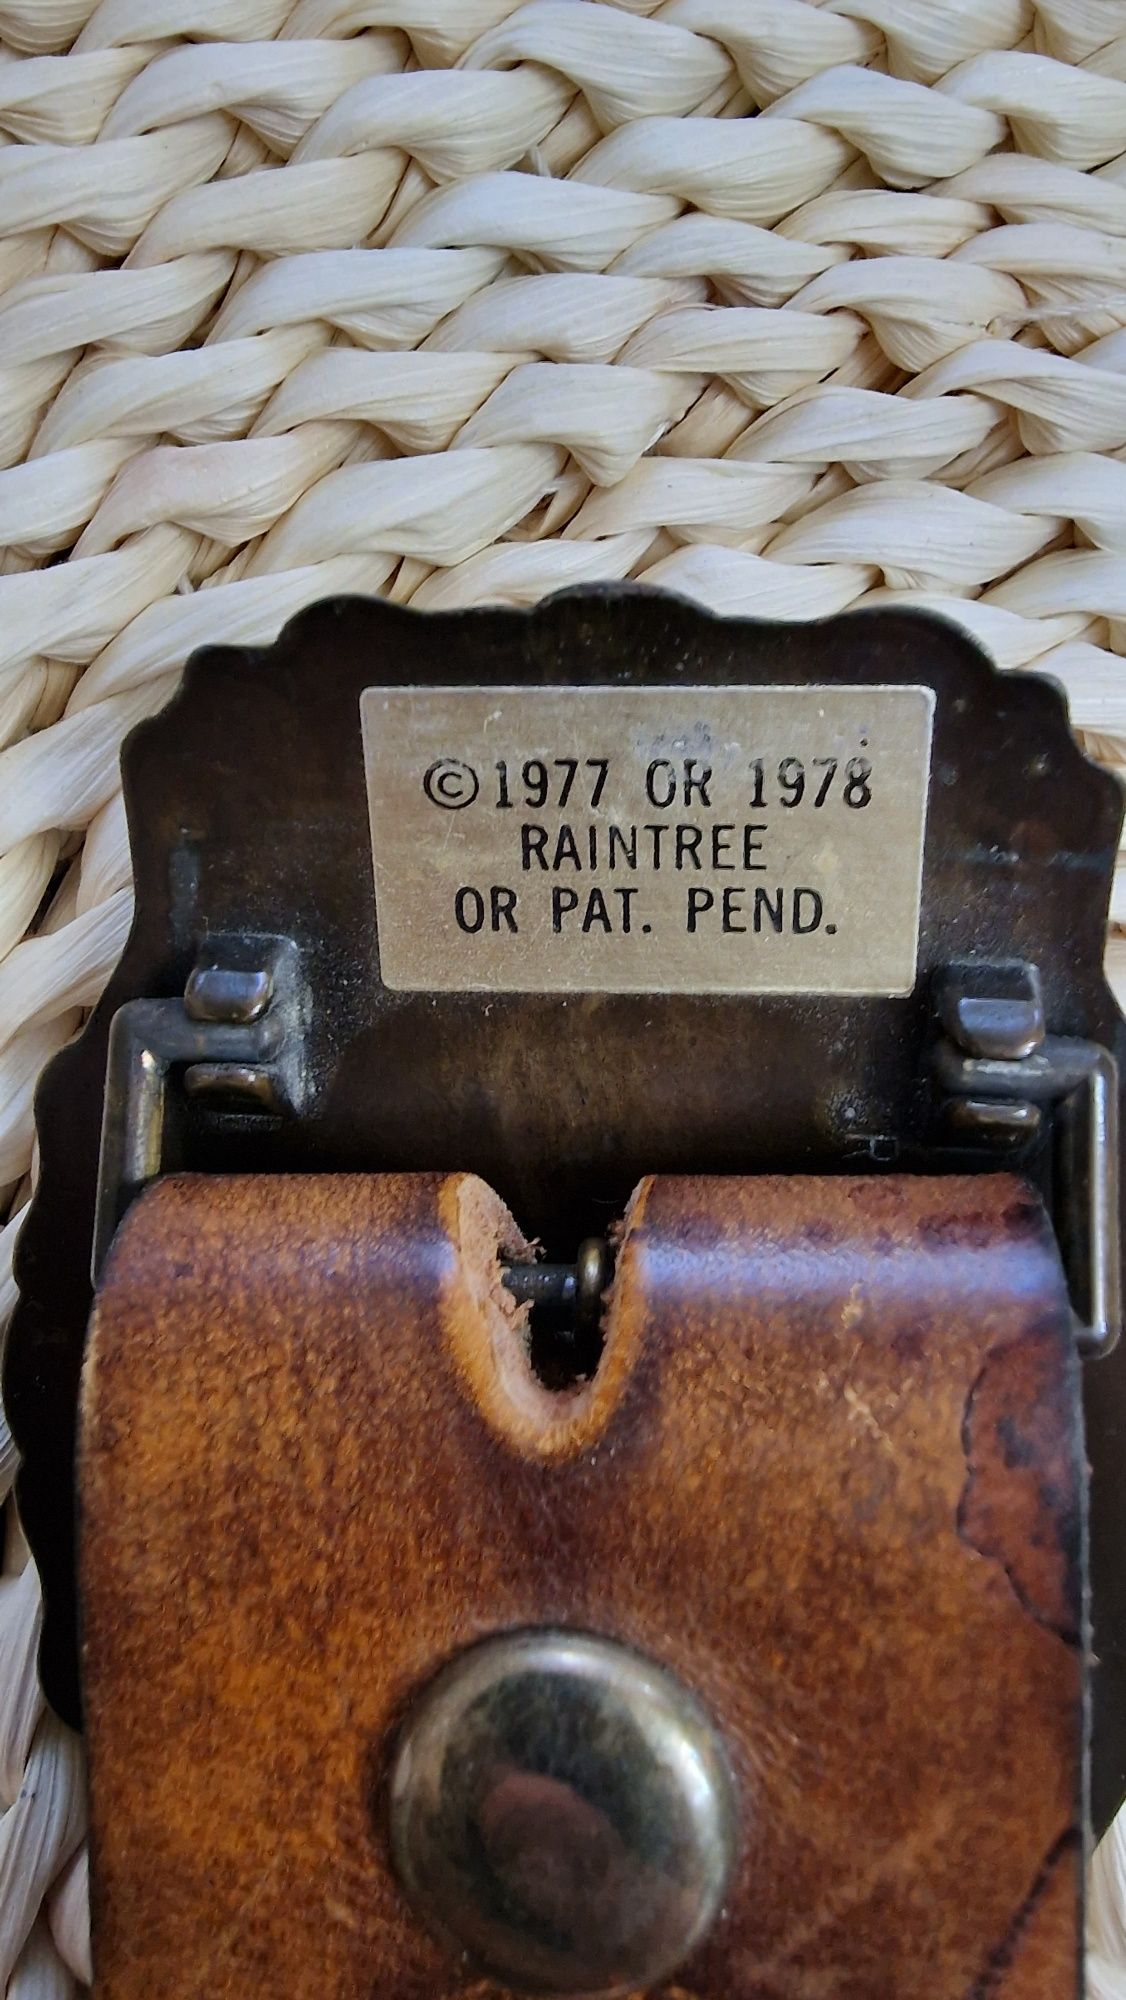 ©1977 OR 1978
RAINTREE
OR PAT. PEND.